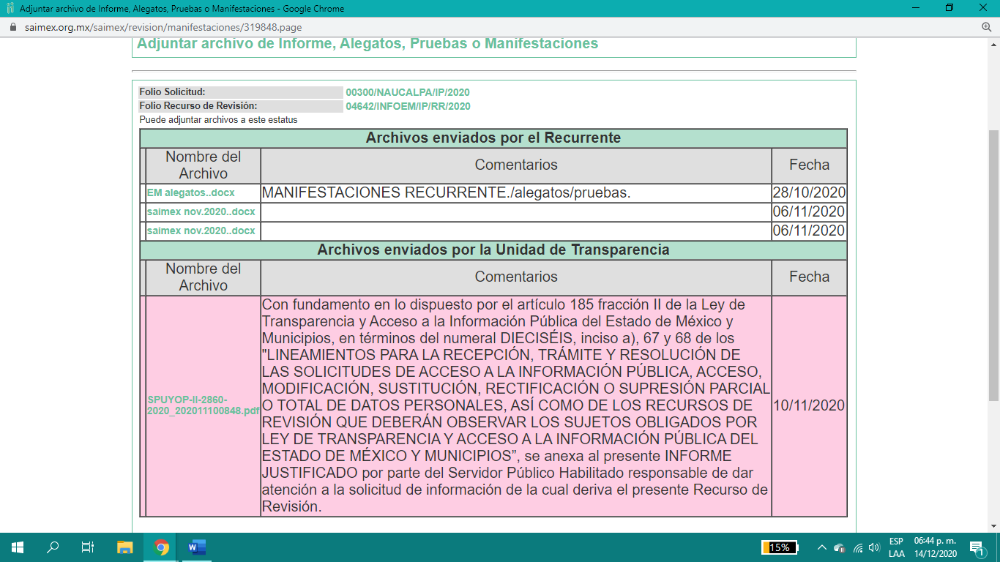 Adjuntar archivo de Informe, Alegatos, Pruebas o Manifestaciones - Google Chrome
saimex.org.mx/saimex/revision/manifestaciones/319848.page
Adjuntar archivo de Informe, Alegatos, Pruebas o Manifestaciones
Folio Solicitud: 00300/NAUCALPA/IP/2020
Folio Recurso de Revisión: 04642/INFOEM/IP/RR/2020
Puede adjuntar archivos a este estatus
Archivos enviados por el Recurrente
Nombre del
Archivo
Comentarios
Fecha
EM alegatos..docx MANIFESTACIONES RECURRENTE./alegatos/pruebas. 28/10/2020
saimex nov.2020..docx 06/11/2020
saimex nov.2020..docx 06/11/2020
Archivos enviados por la Unidad de Transparencia
Nombre del
Archivo
Comentarios
Fecha
SPUYOP-II-2860-
2020_202011100848.pdf
Con fundamento en lo dispuesto por el artículo 185 fracción II de la Ley de
Transparencia y Acceso a la Información Pública del Estado de México y
Municipios, en términos del numeral DIECISÉIS, inciso a), 67 y 68 de los
"LINEAMIENTOS PARA LA RECEPCIÓN, TRÁMITE Y RESOLUCIÓN DE
LAS SOLICITUDES DE ACCESO A LA INFORMACIÓN PÚBLICA, ACCESO,
MODIFICACIÓN, SUSTITUCIÓN, RECTIFICACIÓN O SUPRESIÓN PARCIAL
O TOTAL DE DATOS PERSONALES, ASÍ COMO DE LOS RECURSOS DE
REVISIÓN QUE DEBERÁN OBSERVAR LOS SUJETOS OBLIGADOS POR
LEY DE TRANSPARENCIA Y ACCESO A LA INFORMACIÓN PÚBLICA DEL
ESTADO DE MÉXICO Y MUNICIPIOS”, se anexa al presente INFORME
JUSTIFICADO por parte del Servidor Público Habilitado responsable de dar
atención a la solicitud de información de la cual deriva el presente Recurso de
Revisión.
10/11/2020
15%
ESP
LAA
06:44 p. m.
14/12/2020
1